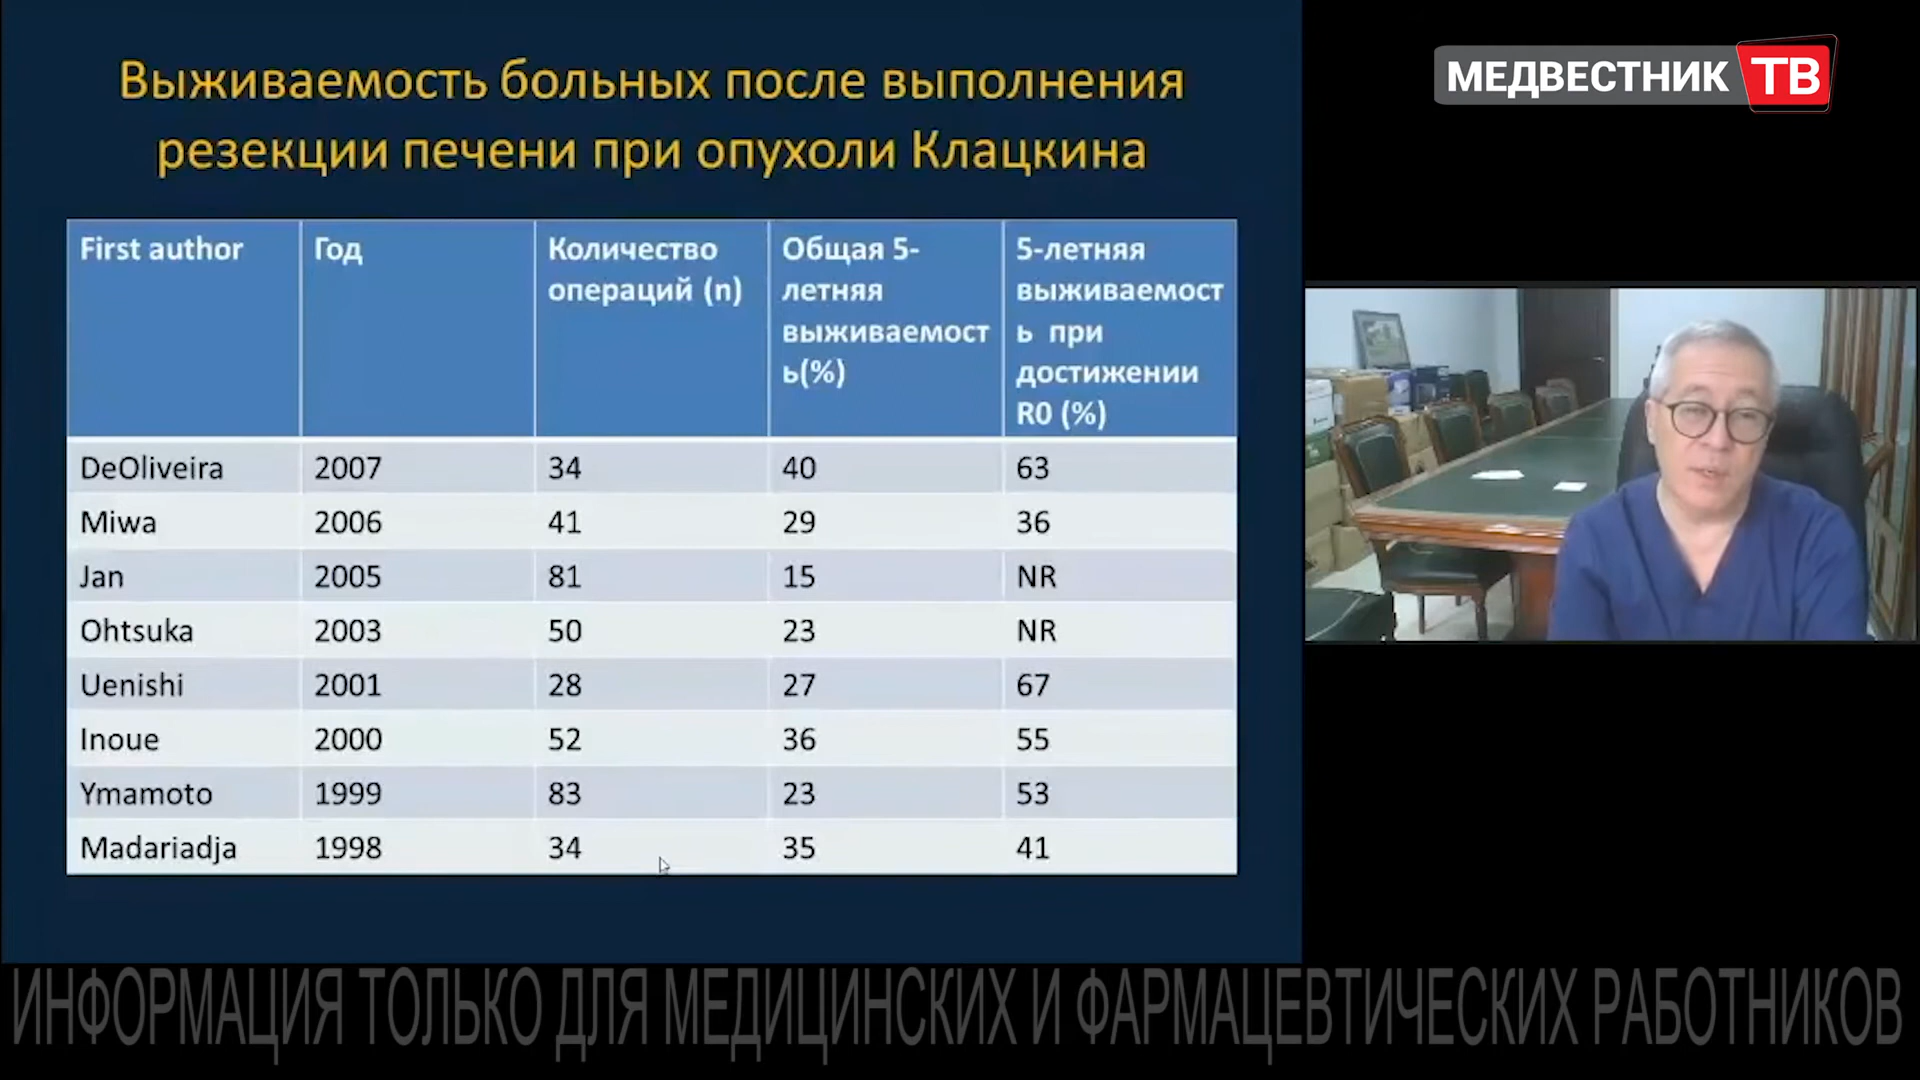 Выживаемость больных после выполнения
резекции печени при опухоли Клацкина
МЕДВЕСТНИК ТВ
First author
Год
Количество
операций (n)
Общая 5-
летняя
выживаемост
ь(%)
5-летняя
выживаемост
ь при
достижении
R0 (%)
DeOliveira 2007 34 40 63
Miwa 2006 41 29 36
Jan 2005 81 15 NR
Ohtsuka 2003 50 23 NR
Uenishi 2001 28 27 67
Inoue 2000 52 36 55
Ymamoto 1999 83 23 53
Madariadja 1998 34 35 41
ИНФОРМАЦИЯ ТОЛЬКО ДЛЯ МЕДИЦИНСКИХ И ФАРМАЦЕВТИЧЕСКИХ РАБОТНИКОВ